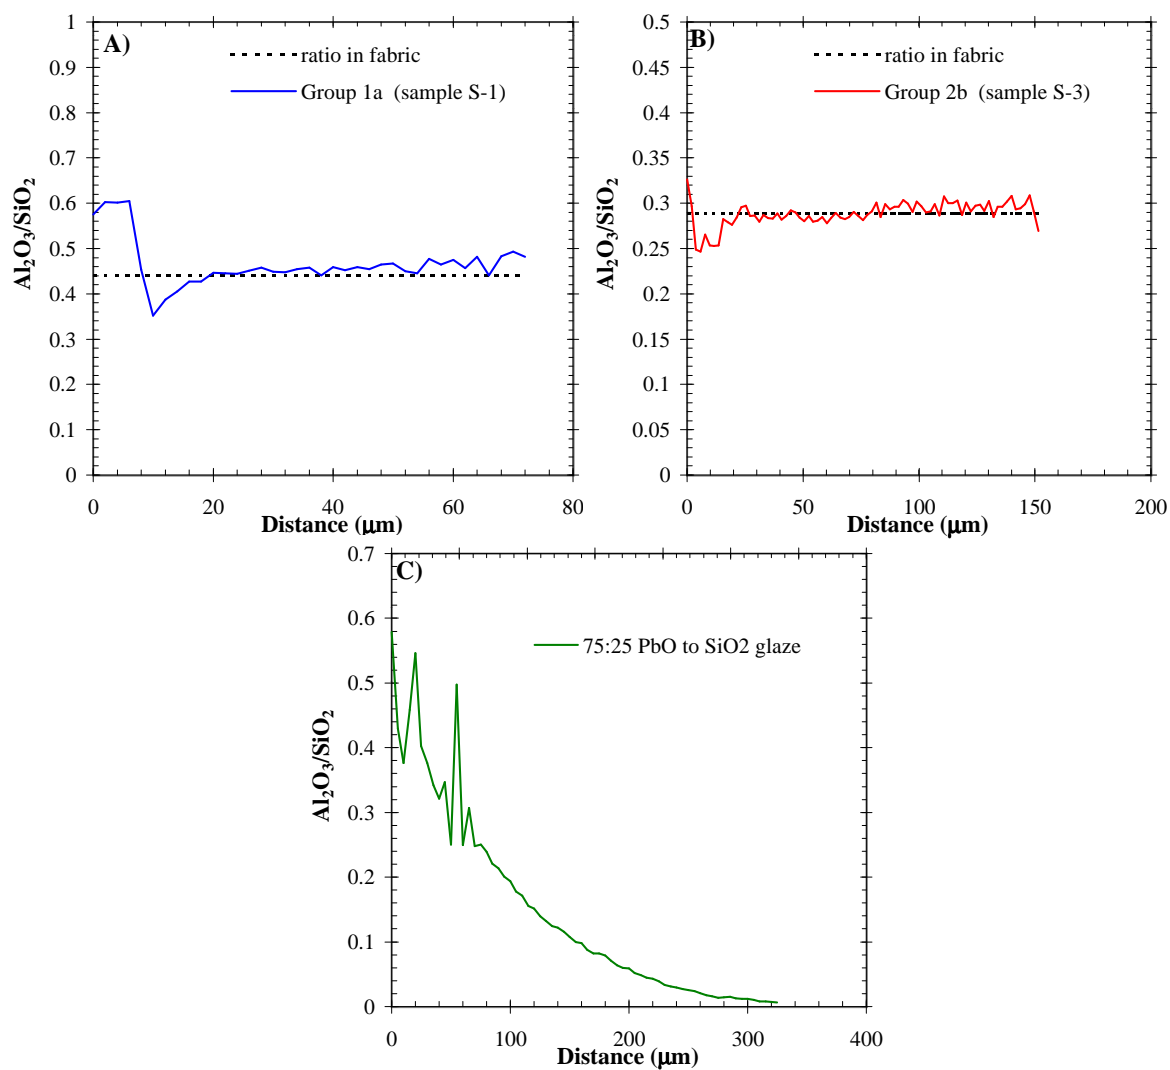 A)
ratio in fabric
Group 1a (sample S-1)
1
0.9
0.8
0.7
0.6
0.5
0.4
0.3
0.2
0.1
0
Al₂O₃/SiO₂
0 20 40 60 80
Distance (μm)
B)
ratio in fabric
Group 2b (sample S-3)
0.5
0.45
0.4
0.35
0.3
0.25
0.2
0.15
0.1
0.05
0
Al₂O₃/SiO₂
0 50 100 150 200
Distance (μm)
C)
75:25 PbO to SiO2 glaze
0.7
0.6
0.5
0.4
0.3
0.2
0.1
0
Al₂O₃/SiO₂
0 100 200 300 400
Distance (μm)